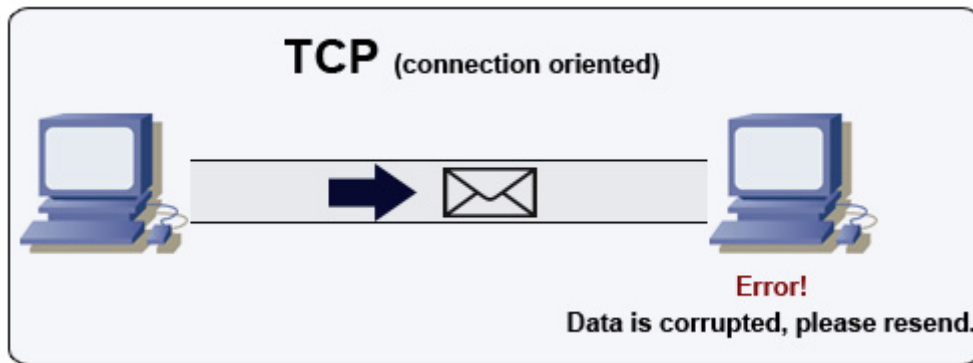 TCP (connection oriented)
Error!
Data is corrupted, please resend.